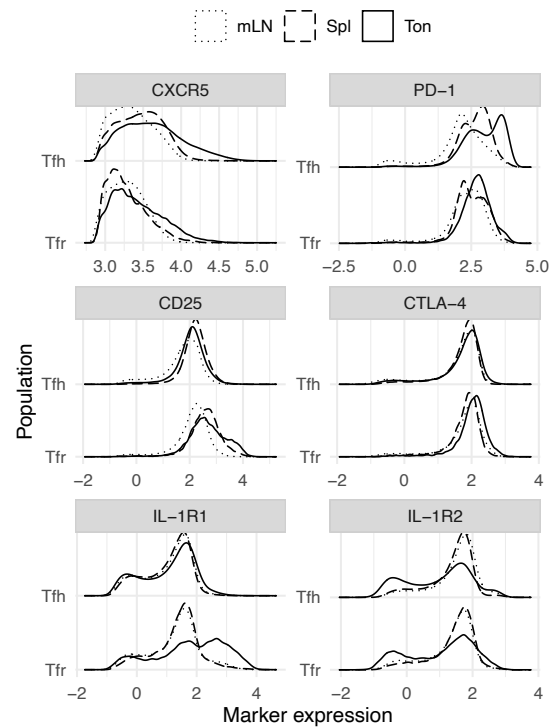 mLN Spl Ton
CXCR5 PD−1
Tfh Tfh
Tfr Tfr
3.0 3.5 4.0 4.5 5.0 −2.5 0.0 2.5 5.0
CD25 CTLA−4
Tfh Tfh
Tfr Tfr
−2 0 2 4 −2 0 2 4
IL−1R1 IL−1R2
Tfh Tfh
Tfr Tfr
−2 0 2 4 −2 0 2 4
Population
Marker expression